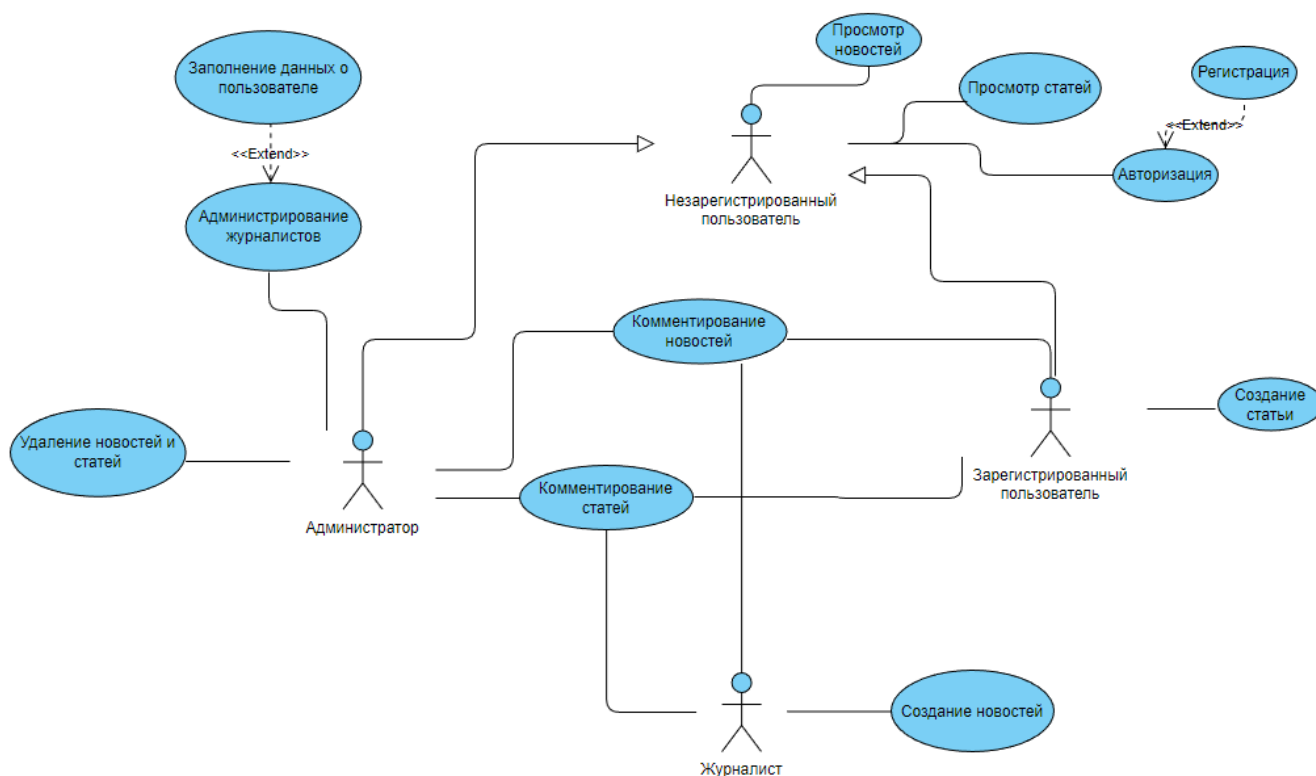 Просмотр
новостей
Заполнение данных о
пользователе
Просмотр статей
Регистрация
<<Extend>>
<<Extend>>
Авторизация
Незарегистрированный
пользователь
Администрирование
журналистов
Комментирование
новостей
Создание
статьи
Удаление новостей и
статей
Зарегистрированный
пользователь
Комментирование
статей
Администратор
Создание новостей
Журналист